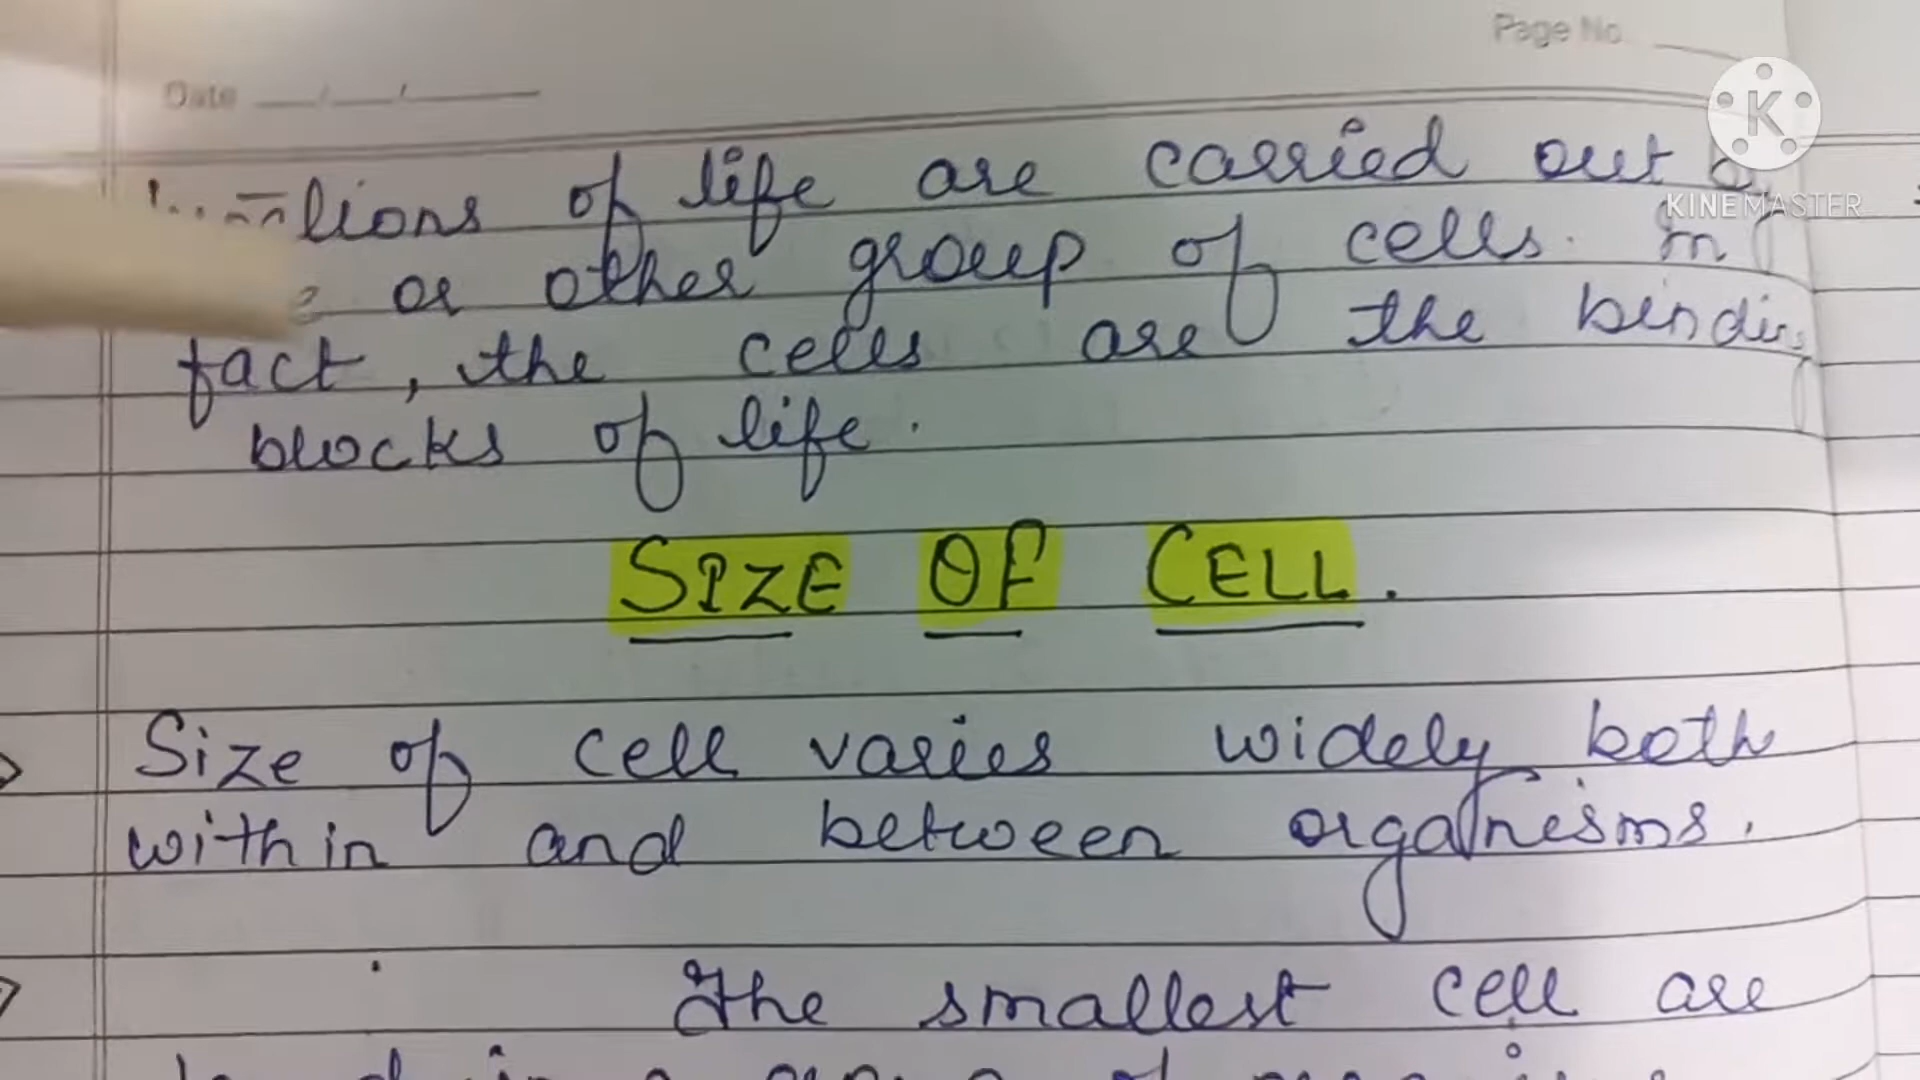 Page No.
Date
of life are carried out
or other group of cells. In
fact, the cells are the
blocks of life.
SIZE OF CELL.
Size of cell varies widely both
within and between organisms.
The smallest cell are
K
KINEMASTER